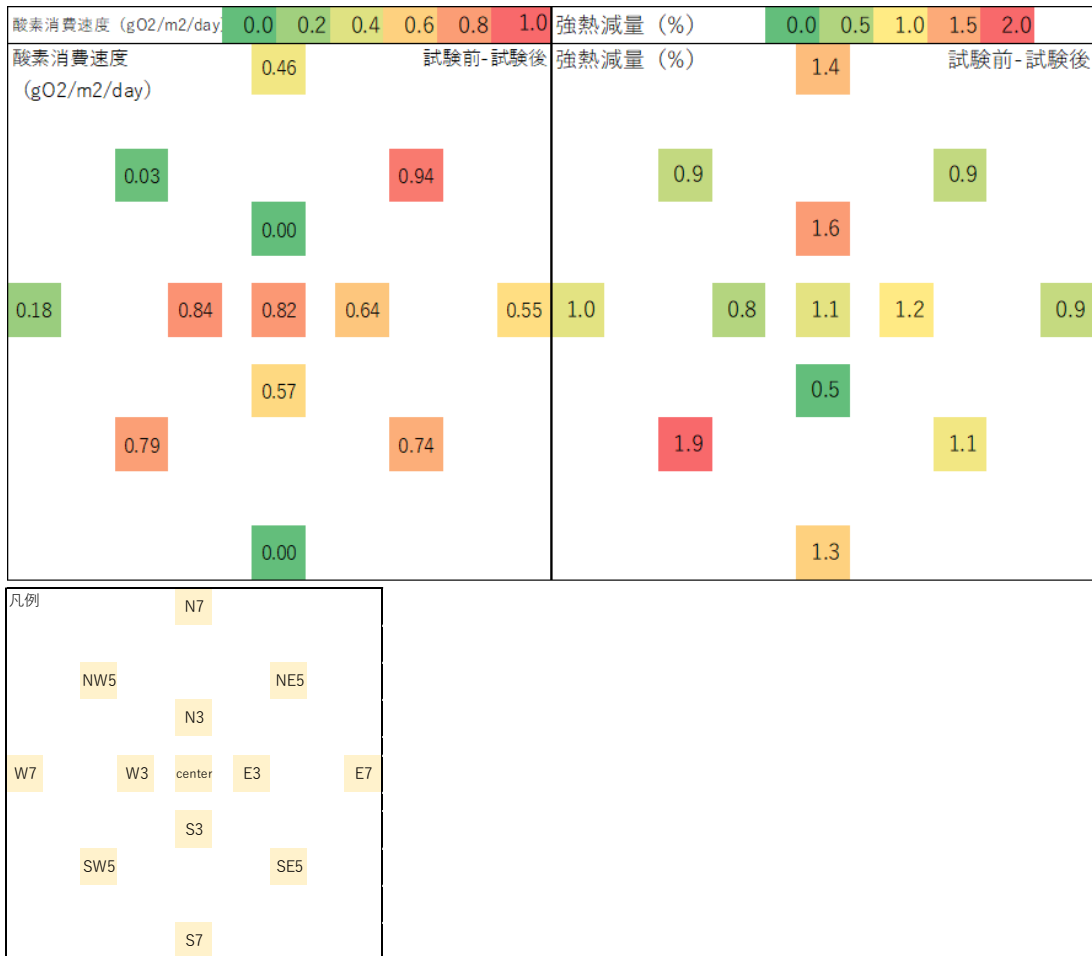 酸素消費速度 (gO2/m2/day) 0.0 0.2 0.4 0.6 0.8 1.0
酸素消費速度 試験前-試験後
(gO2/m2/day)
0.46
0.03 0.94
0.00
0.18 0.84 0.82 0.64 0.55
0.57
0.79 0.74
0.00
強熱減量 (%) 0.0 0.5 1.0 1.5 2.0
強熱減量 (%) 試験前-試験後
1.4
0.9 0.9
1.6
1.0 0.8 1.1 1.2 0.9
0.5
1.9 1.1
1.3
凡例
N7
NW5 NE5
N3
W7 W3 center E3 E7
S3
SW5 SE5
S7